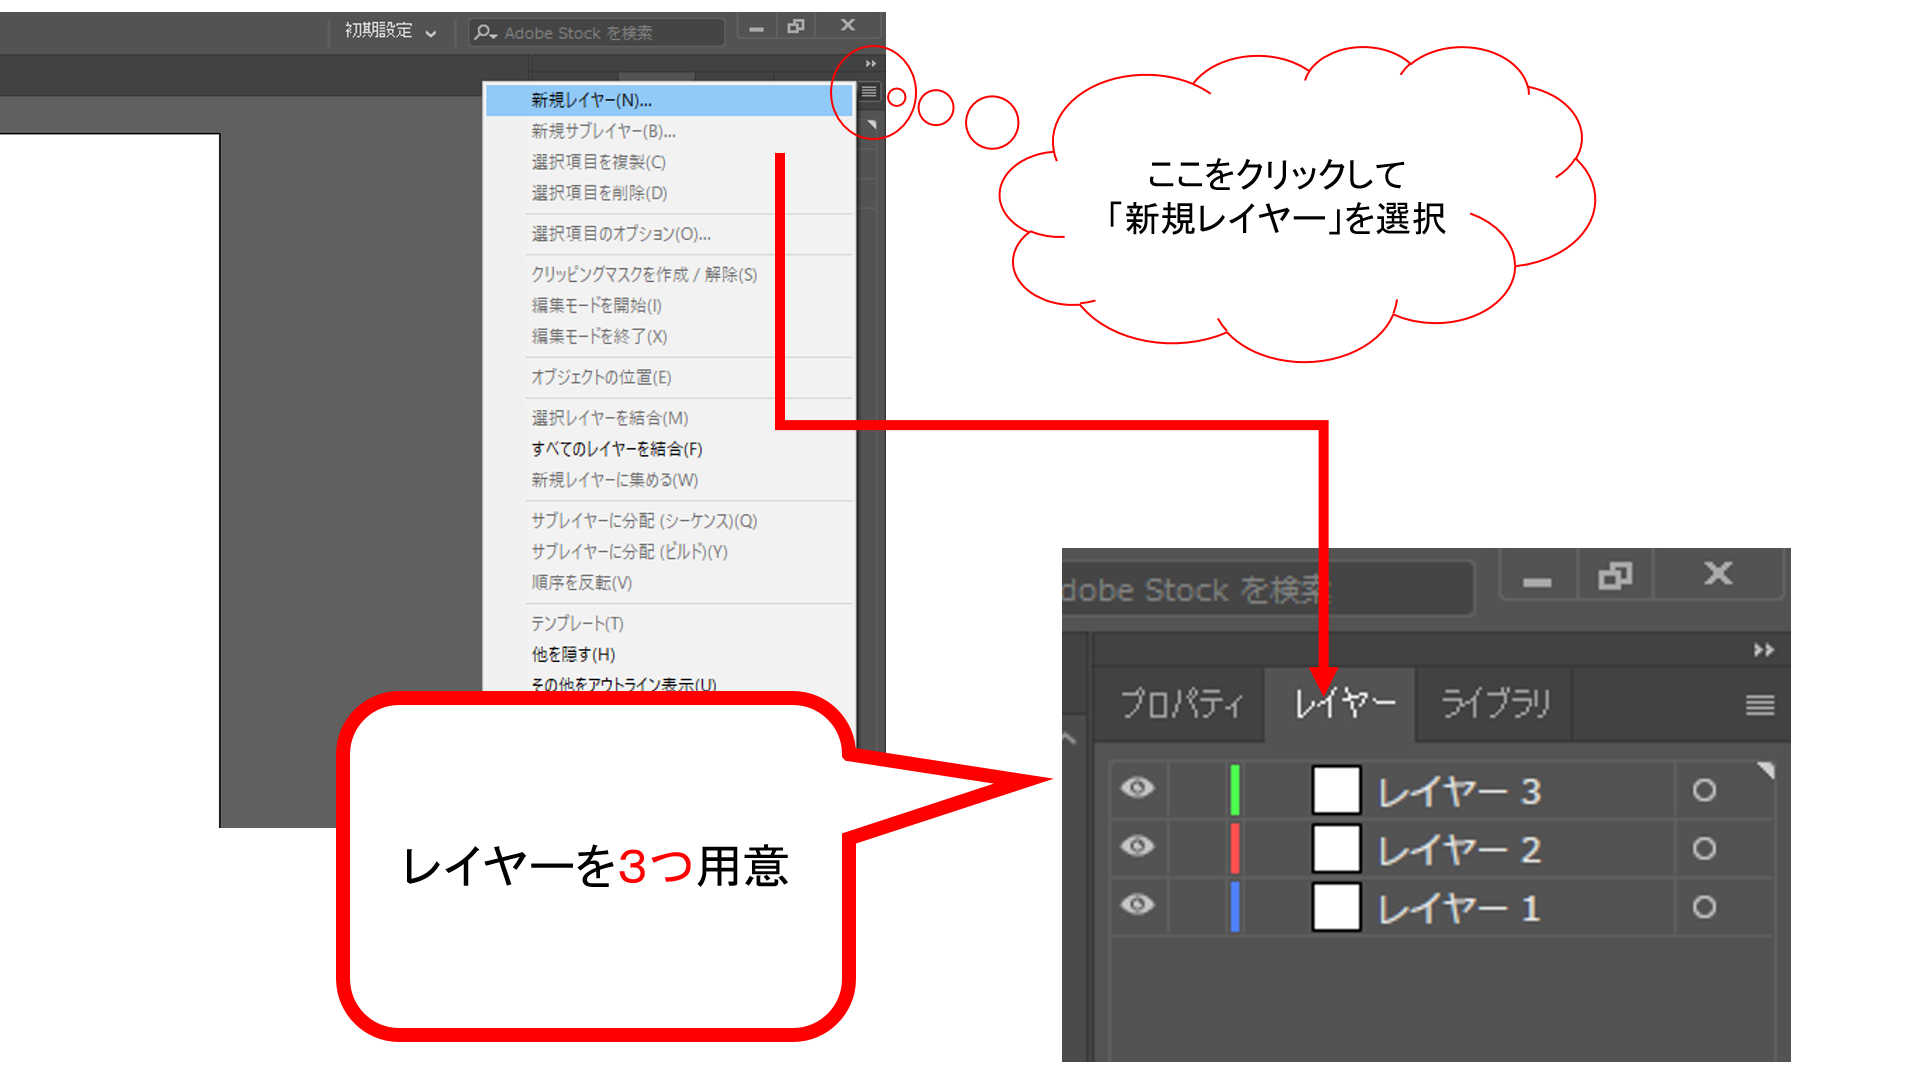 初期設定
Adobe Stock を検索
新規レイヤー(N)...
新規サブレイヤー(B)...
選択項目を複製(C)
選択項目を削除(D)
選択項目のオプション(O)...
クリッピングマスクを作成 / 解除(S)
編集モードを開始(I)
編集モードを終了(X)
オブジェクトの位置(E)
選択レイヤーを結合(M)
すべてのレイヤーを結合(F)
新規レイヤーに集める(W)
サブレイヤーに分配 (シーケンス)(Q)
サブレイヤーに分配 (ビルド)(Y)
順序を反転(V)
テンプレート(T)
他を隠す(H)
その他をアウトライン表示(U)
ここをクリックして
「新規レイヤー」を選択
レイヤーを３つ用意
dobe Stock を検索
プロパティ
レイヤー
ライブラリ
レイヤー 3
レイヤー 2
レイヤー 1